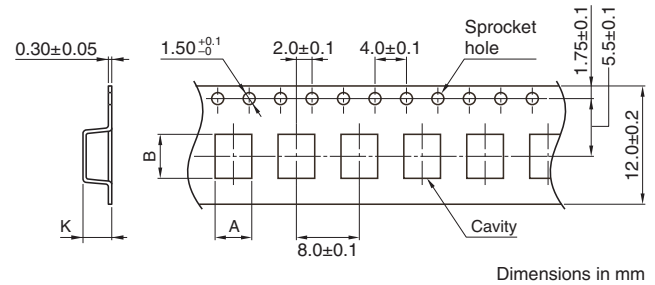 Sprocket
hole
0.30±0.05
1.50 +0.1 −0
2.0±0.1
4.0±0.1
1.75±0.1
5.5±0.1
12.0±0.2
B
K
A
8.0±0.1
Cavity
Dimensions in mm